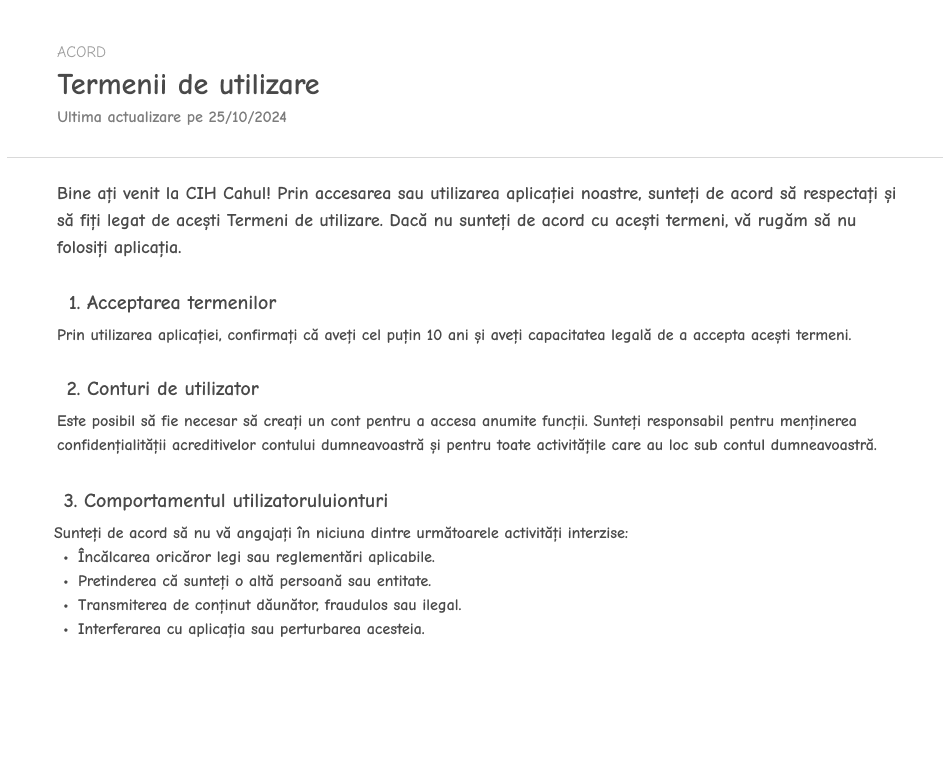 ACORD
Termenii de utilizare
Ultima actualizare pe 25/10/2024
Bine ați venit la CIH Cahul! Prin accesarea sau utilizarea aplicației noastre, sunteți de acord să respectați și
să fiți legat de acești Termeni de utilizare. Dacă nu sunteți de acord cu acești termeni, vă rugăm să nu
folosiți aplicația.
1. Acceptarea termenilor
Prin utilizarea aplicației, confirmați că aveți cel puțin 10 ani și aveți capacitatea legală de a accepta acești termeni.
2. Conturi de utilizator
Este posibil să fie necesar să creați un cont pentru a accesa anumite funcții. Sunteți responsabil pentru menținerea
confidențialității acreditivelor contului dumneavoastră și pentru toate activitățile care au loc sub contul dumneavoastră.
3. Comportamentul utilizatoruluionturi
Sunteți de acord să nu vă angajați în niciuna dintre următoarele activități interzise:
• Încălcarea oricăror legi sau reglementări aplicabile.
• Pretinderea că sunteți o altă persoană sau entitate.
• Transmiterea de conținut dăunător, fraudulos sau ilegal.
• Interferarea cu aplicația sau perturbarea acesteia.